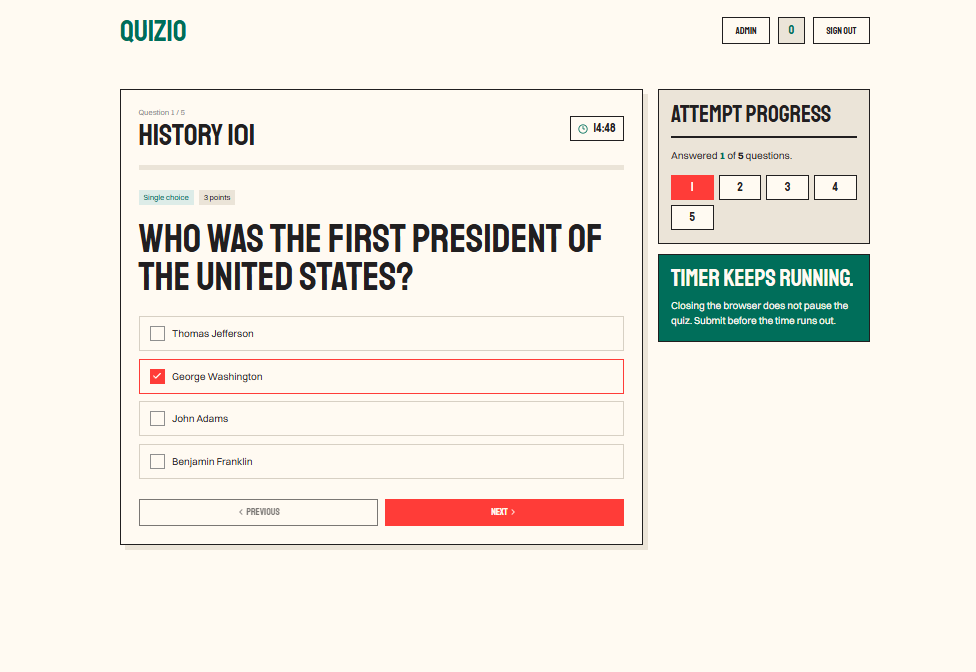 QUIZIO
ADMIN
0
SIGN OUT
Question 1 / 5
HISTORY 101
14:48
Single choice
3 points
WHO WAS THE FIRST PRESIDENT OF
THE UNITED STATES?
Thomas Jefferson
George Washington
John Adams
Benjamin Franklin
PREVIOUS
NEXT
ATTEMPT PROGRESS
Answered 1 of 5 questions.
1
2
3
4
5
TIMER KEEPS RUNNING.
Closing the browser does not pause the
quiz. Submit before the time runs out.